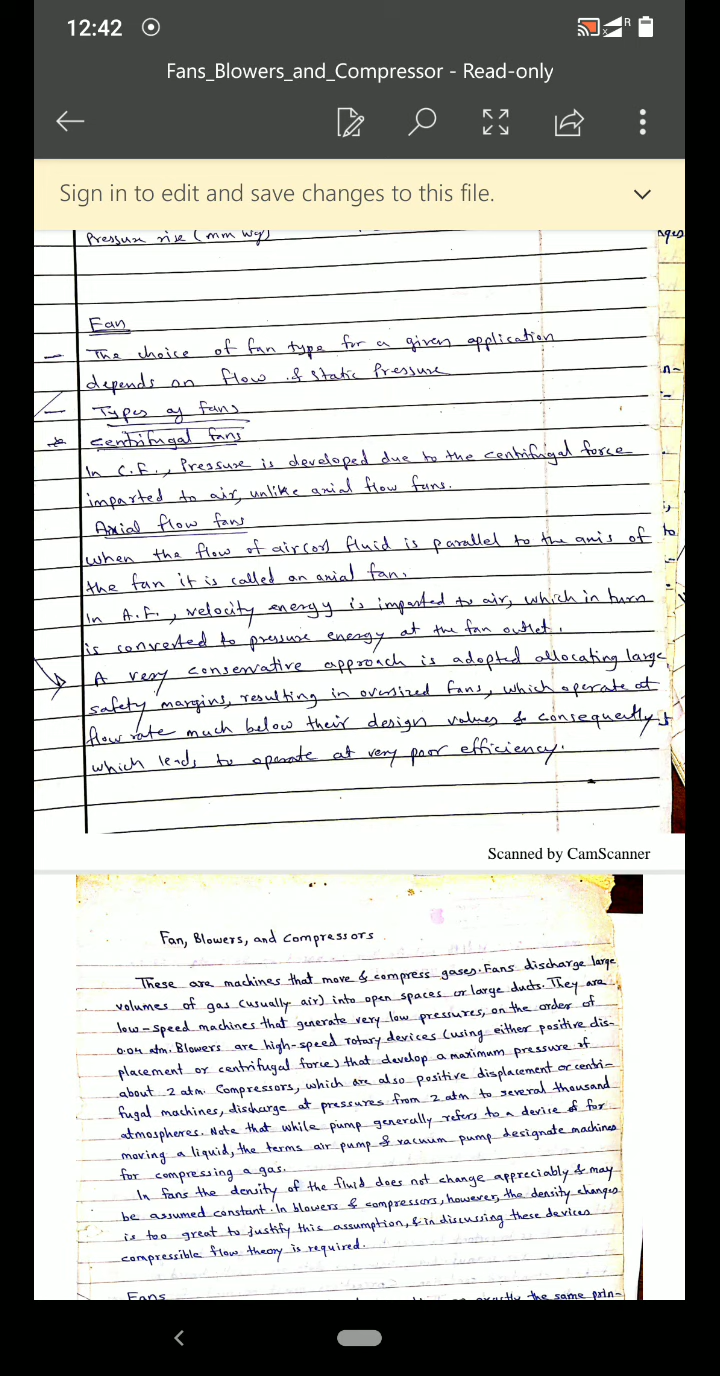 12:42
R
Fans_Blowers_and_Compressor - Read-only
Sign in to edit and save changes to this file.
Pressure rise (mm wg)
Fan
The choice of fan type for a given application
depends on flow & static Pressure
Types of fans
* Centrifugal fans
In C.F., Pressure is developed due to the centrifugal force
imparted to air, unlike axial flow fans.
Axial flow fans
when the flow of air (or) fluid is parallel to the axis of
the fan it is called an axial fan.
In A.F., velocity energy is imparted to air, which in turn
is converted to pressure energy at the fan outlet.
A very conservative approach is adopted allocating large
safety margins, resulting in oversized fans, which operate at
flow rate much below their design values & consequently
which leads to operate at very poor efficiency.
Scanned by CamScanner
Fan, Blowers, and Compressors
These are machines that move & compress gases. Fans discharge large
volumes of gas (usually air) into open spaces or large ducts. They are
low-speed machines that generate very low pressures, on the order of
0.04 atm. Blowers are high-speed rotary devices (using either positive dis-
placement or centrifugal force) that develop a maximum pressure of
about 2 atm. Compressors, which are also positive displacement or centri-
fugal machines, discharge at pressures from 2 atm to several thousand
atmospheres. Note that while pump generally refers to a device for
moving a liquid, the terms air pump & vacuum pump designate machines
for compressing a gas.
In fans the density of the fluid does not change appreciably & may
be assumed constant. In blowers & compressors, however, the density changes
is too great to justify this assumption, & in discussing these devices
compressible flow theory is required.
Fans
exactly the same prin-